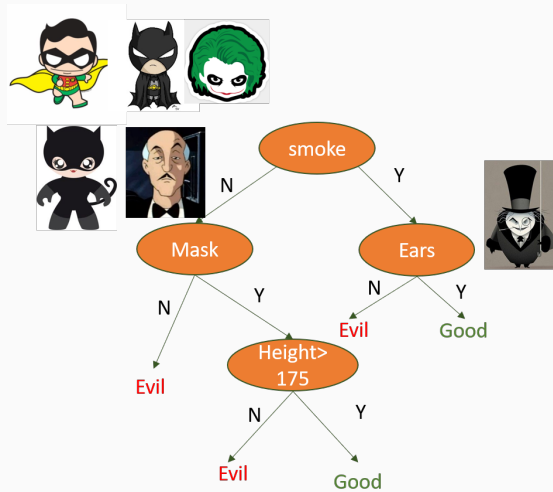 smoke
N
Y
Mask
Ears
N
Y
N
Y
Evil
Good
Height>
175
Evil
N
Y
Evil
Good